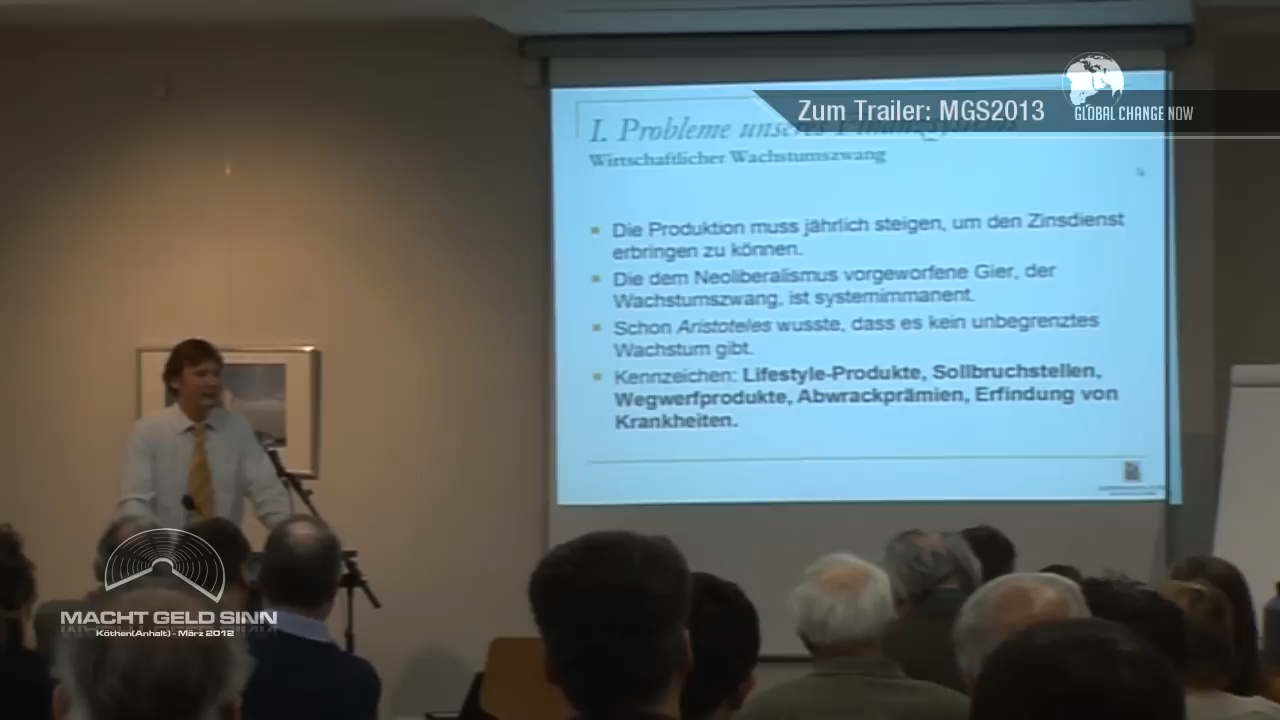 Zum Trailer: MGS2013
GLOBAL CHANGE NOW
I. Probleme unseres Finanzsystems
Wirtschaftlicher Wachstumszwang
Die Produktion muss jährlich steigen, um den Zinsdienst
erbringen zu können.
Die dem Neoliberalismus vorgeworfene Gier, der
Wachstumszwang, ist systemimmanent.
Schon Aristoteles wusste, dass es kein unbegrenztes
Wachstum gibt.
Kennzeichen: Lifestyle-Produkte, Sollbruchstellen,
Wegwerfprodukte, Abwrackprämien, Erfindung von
Krankheiten.
MACHT GELD SINN
Köthen(Anhalt) - März 2012